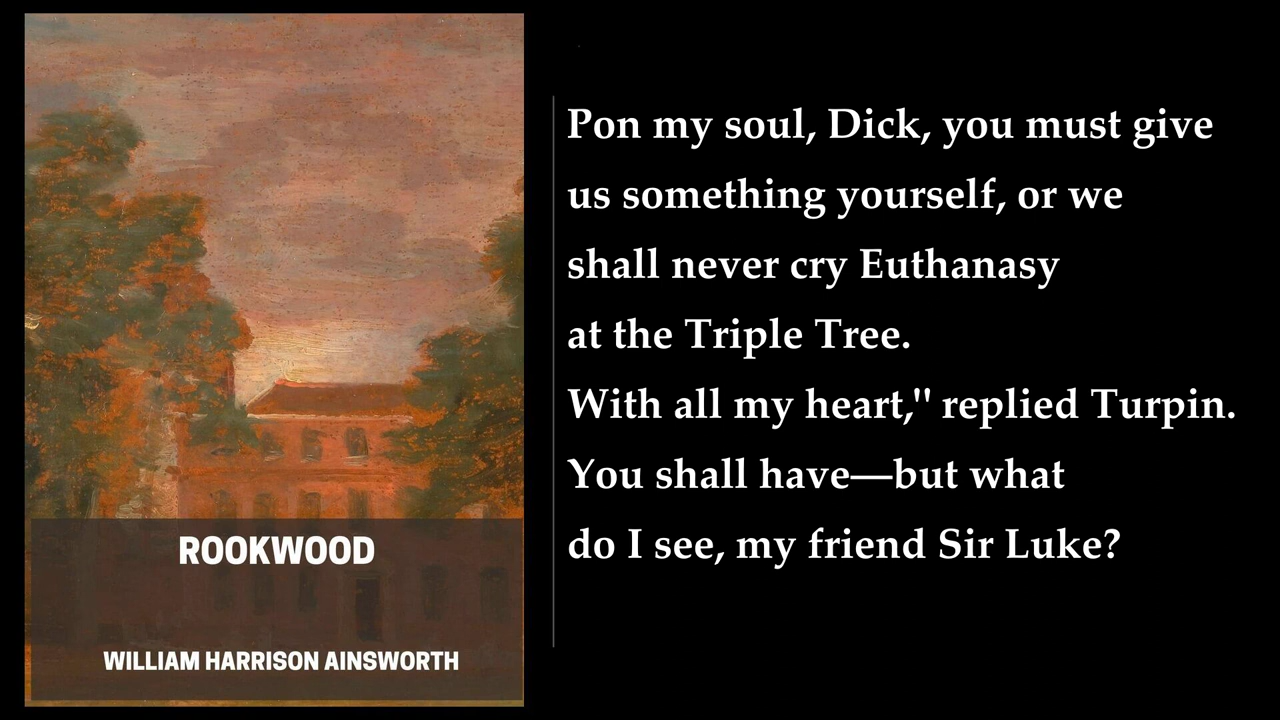 ROOKWOOD
WILLIAM HARRISON AINSWORTH
Pon my soul, Dick, you must give
us something yourself, or we
shall never cry Euthanasy
at the Triple Tree.
With all my heart," replied Turpin.
You shall have—but what
do I see, my friend Sir Luke?